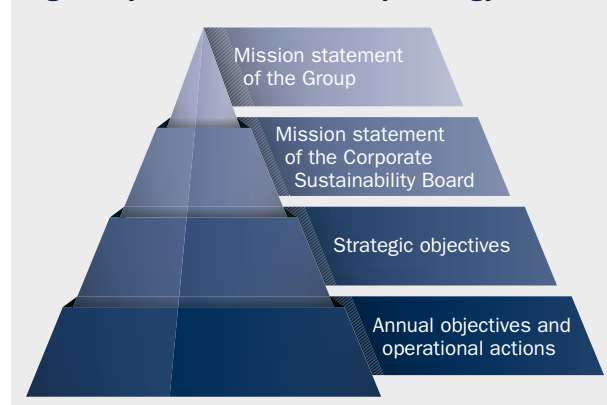 Mission statement
of the Group
Mission statement
of the Corporate
Sustainability Board
Strategic objectives
Annual objectives and
operational actions